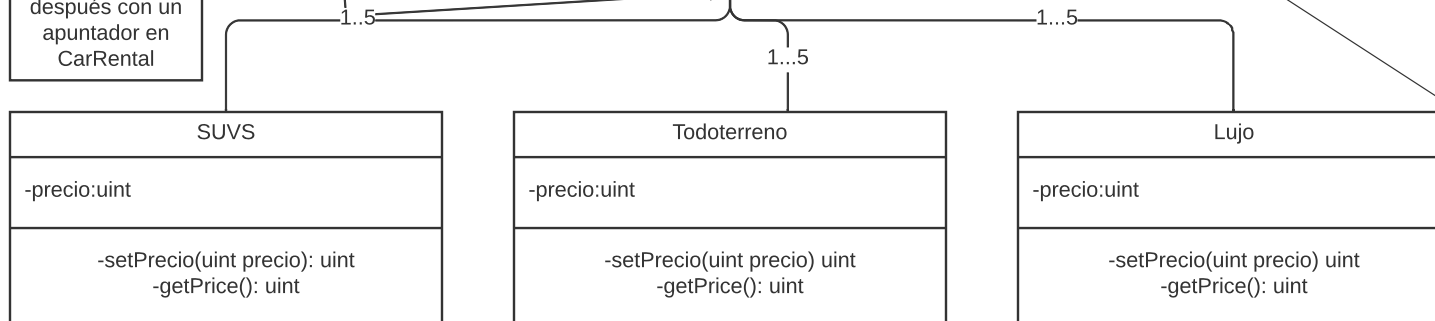 después con un
apuntador en
CarRental
1..5
1...5
1...5
SUVS
-precio:uint
-setPrecio(uint precio): uint
-getPrice(): uint
Todoterreno
-precio:uint
-setPrecio(uint precio) uint
-getPrice(): uint
Lujo
-precio:uint
-setPrecio(uint precio) uint
-getPrice(): uint